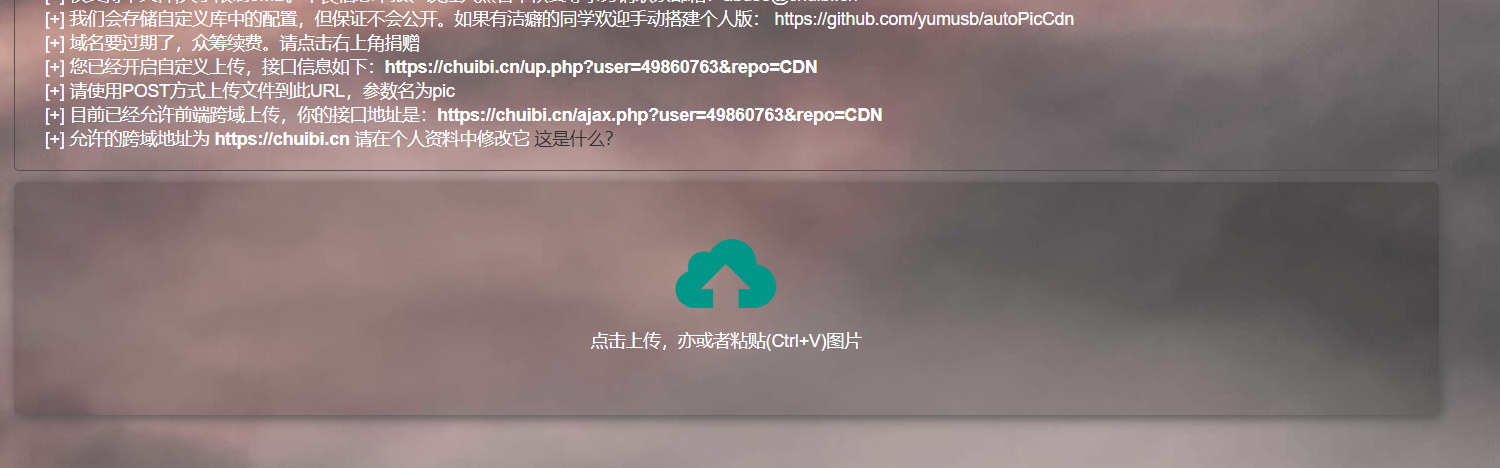 [+] 我们会存储自定义库中的配置，但保证不会公开。如果有洁癖的同学欢迎手动搭建个人版： https://github.com/yumusb/autoPicCdn
[+] 域名要过期了，众筹续费。请点击右上角捐赠
[+] 您已经开启自定义上传，接口信息如下：https://chuibi.cn/up.php?user=49860763&repo=CDN
[+] 请使用POST方式上传文件到此URL，参数名为pic
[+] 目前已经允许前端跨域上传，你的接口地址是：https://chuibi.cn/ajax.php?user=49860763&repo=CDN
[+] 允许的跨域地址为 https://chuibi.cn 请在个人资料中修改它 这是什么?
点击上传，亦或者粘贴(Ctrl+V)图片